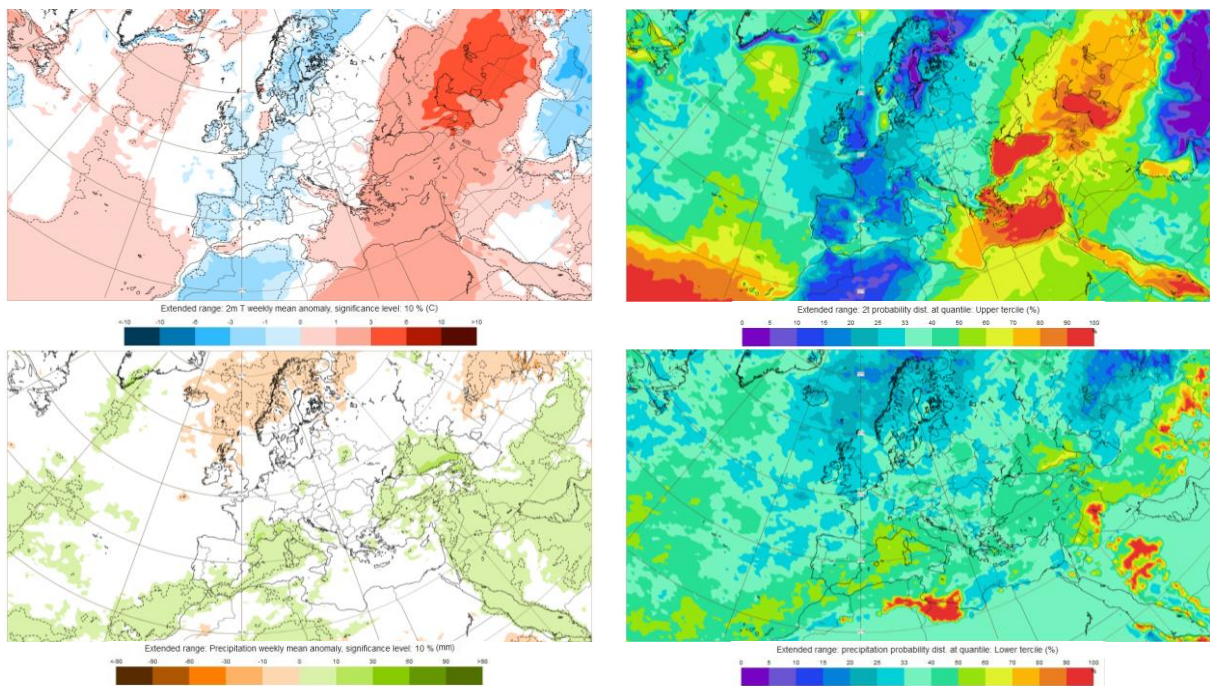 Extended range: 2m T weekly mean anomaly, significance level: 10 % (C)
<-10 -10 -6 -3 -1 0 1 3 6 10 >10
Extended range: 2t probability dist. at quantile: Upper tercile (%)
0 5 10 20 33 40 50 60 70 80 90 100
%
Extended range: Precipitation weekly mean anomaly, significance level: 10 % (mm)
<-90 -90 -60 -30 -10 0 10 30 60 90 >90
Extended range: precipitation probability dist. at quantile: Lower tercile (%)
0 5 10 20 33 40 50 60 70 80 90 100
%